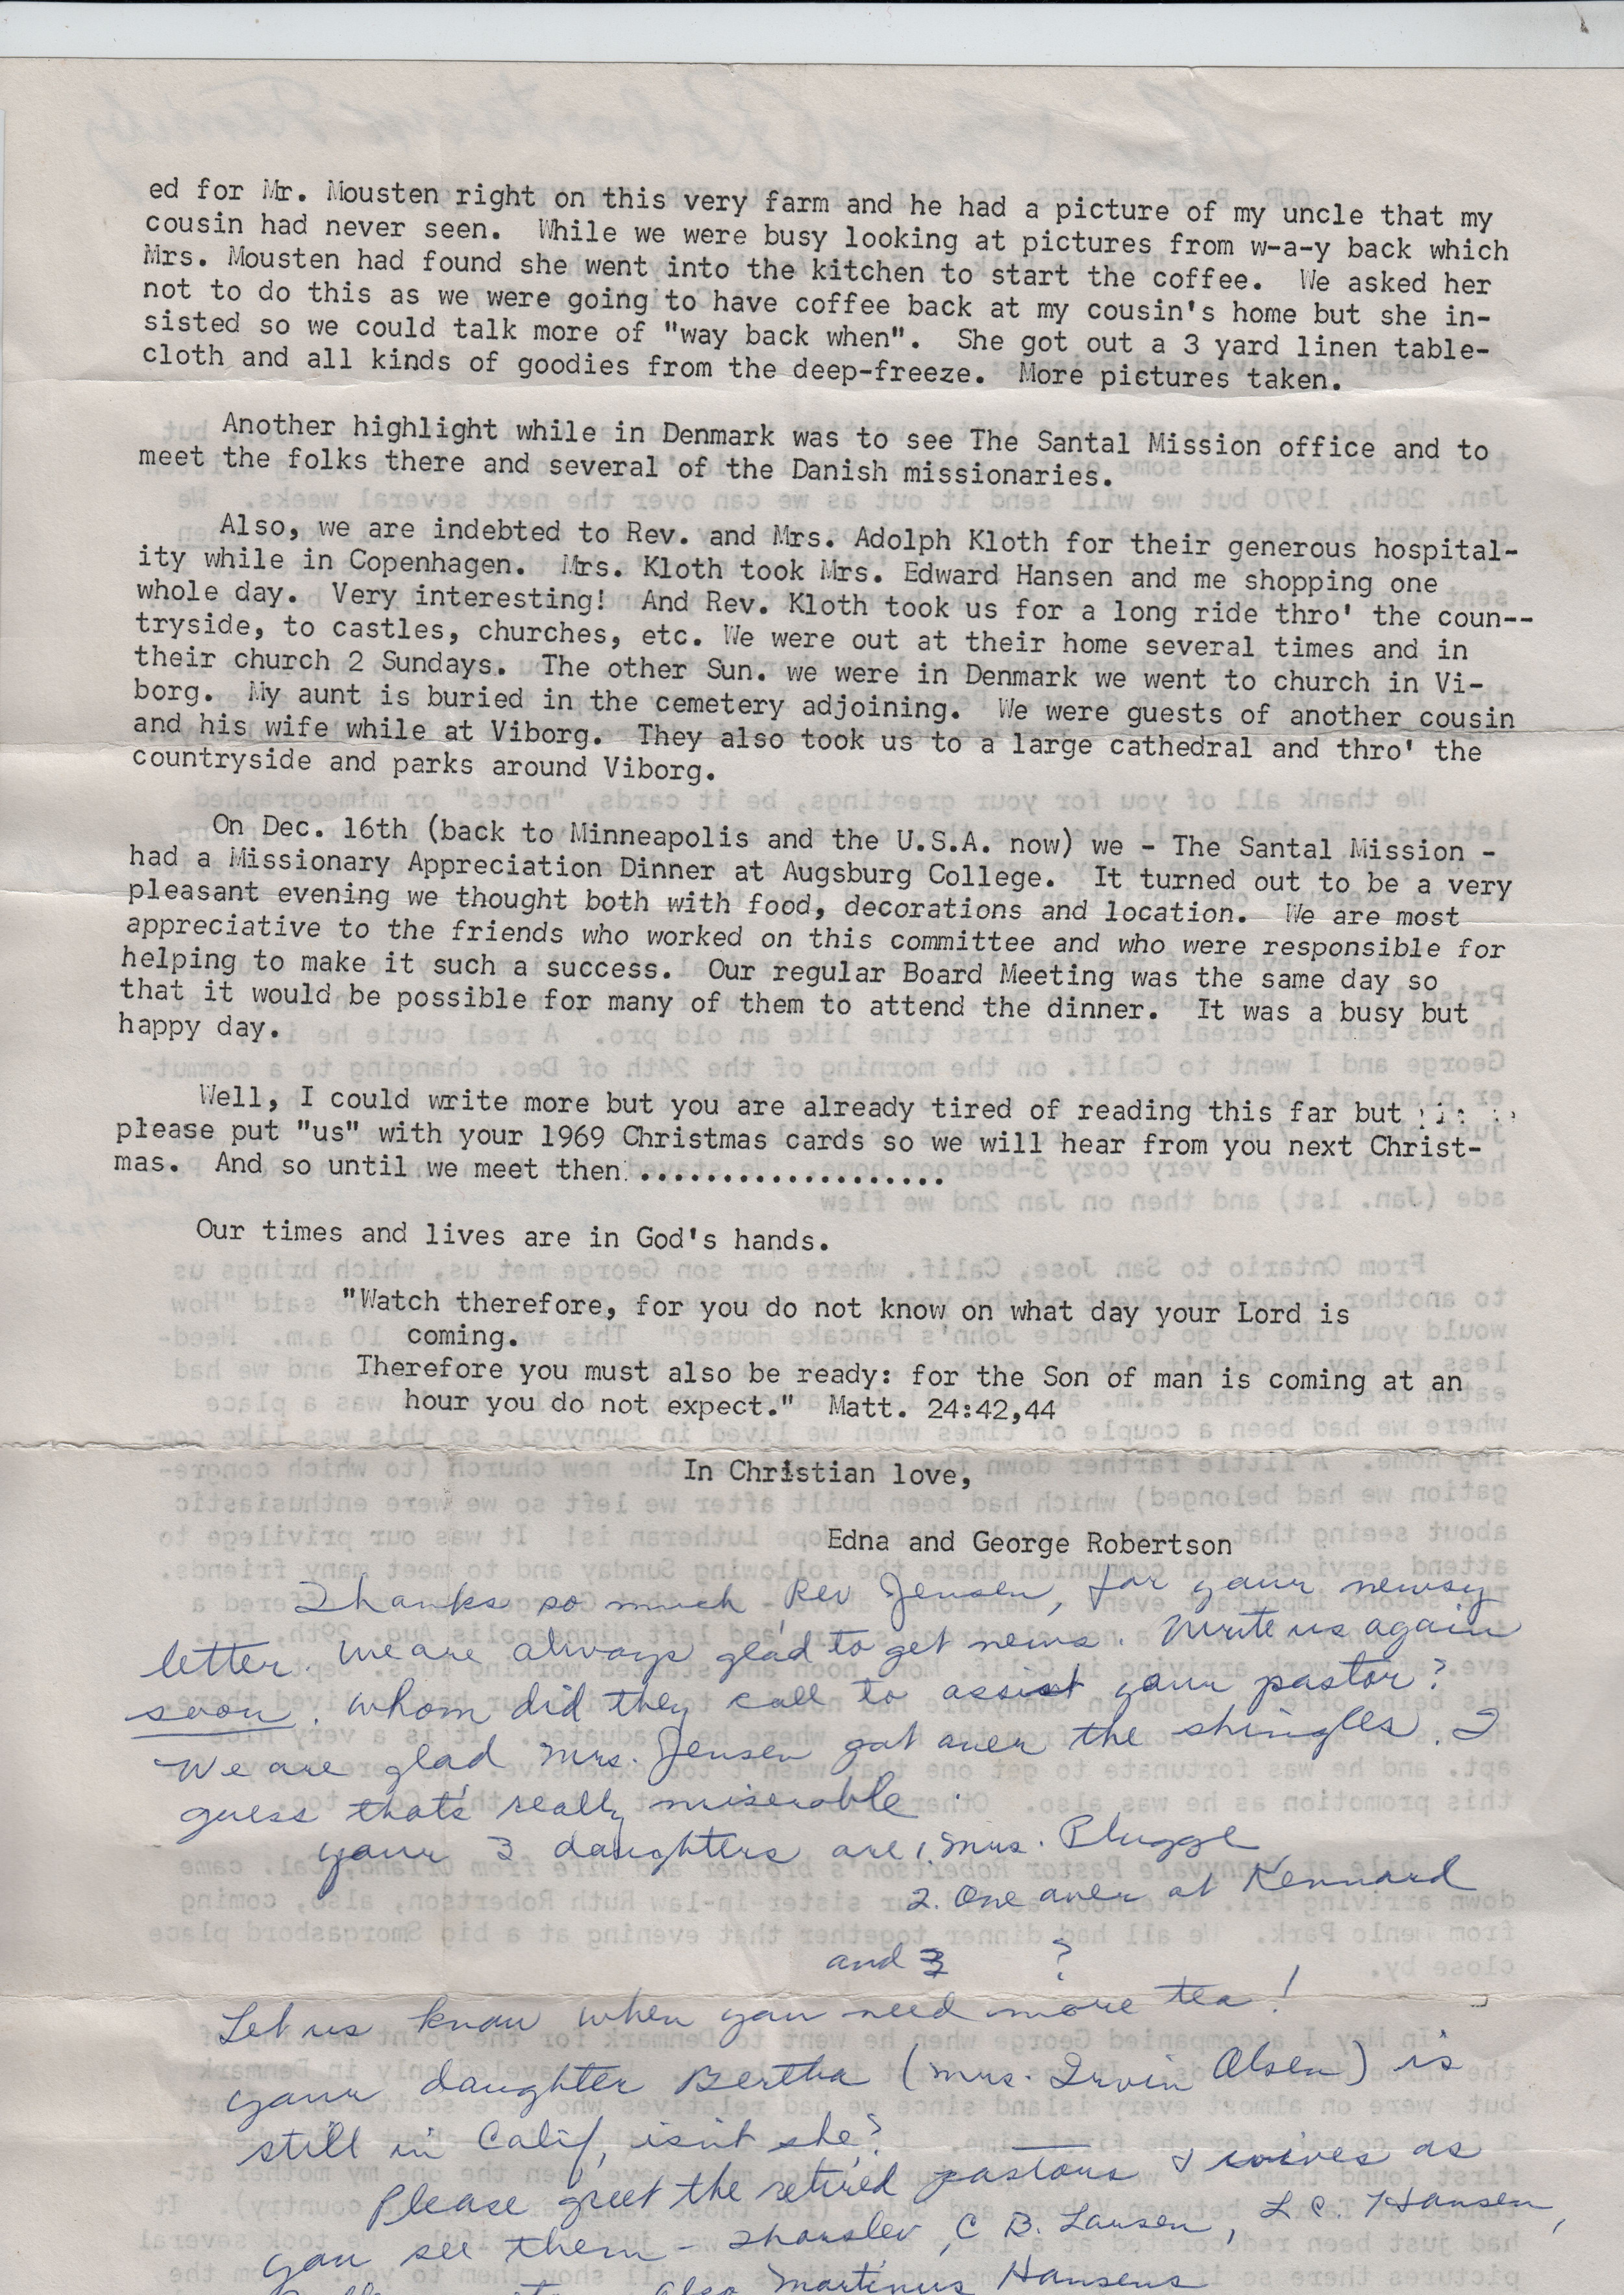 ed for Mr. Mousten right on this very farm and he had a picture of my uncle that my
cousin had never seen. While we were busy looking at pictures from w-a-y back which
Mrs. Mousten had found she went into the kitchen to start the coffee. We asked her
not to do this as we were going to have coffee back at my cousin's home but she in-
sisted so we could talk more of "way back when". She got out a 3 yard linen table-
cloth and all kinds of goodies from the deep-freeze. More pictures taken.
Another highlight while in Denmark was to see The Santal Mission office and to
meet the folks there and several of the Danish missionaries.
Also, we are indebted to Rev. and Mrs. Adolph Kloth for their generous hospital-
ity while in Copenhagen. Mrs. Kloth took Mrs. Edward Hansen and me shopping one
whole day. Very interesting! And Rev. Kloth took us for a long ride thro' the coun--
tryside, to castles, churches, etc. We were out at their home several times and in
their church 2 Sundays. The other Sun. we were in Denmark we went to church in Vi-
borg. My aunt is buried in the cemetery adjoining. We were guests of another cousin
and his wife while at Viborg. They also took us to a large cathedral and thro' the
countryside and parks around Viborg.
On Dec. 16th (back to Minneapolis and the U.S.A. now) we - The Santal Mission -
had a Missionary Appreciation Dinner at Augsburg College. It turned out to be a very
pleasant evening we thought both with food, decorations and location. We are most
appreciative to the friends who worked on this committee and who were responsible for
helping to make it such a success. Our regular Board Meeting was the same day so
that it would be possible for many of them to attend the dinner. It was a busy but
happy day.
Well, I could write more but you are already tired of reading this far but
please put "us" with your 1969 Christmas cards so we will hear from you next Christ-
mas. And so until we meet then...................
Our times and lives are in God's hands.
"Watch therefore, for you do not know on what day your Lord is
coming.
Therefore you must also be ready: for the Son of man is coming at an
hour you do not expect." Matt. 24:42,44
In Christian love,
Edna and George Robertson
Thanks so much, Rev Jensen, for your newsy
letter. We are always glad to get news. Write us again
soon. Whom did they call to assist your pastor?
We are glad Mrs. Jensen got over the shingles. I
guess that's really miserable.
Your 3 daughters are 1. Mrs. Plugge
2. One over at Kennard
and 3 ?
Let us know when you need more tea!
Your daughter Bertha (Mrs. Irvin Olsen) is
still in Calif, isn't she?
Please greet the retired pastors & wives as
you see them - C B. Larsen, L C. Hansen,
Also Martinus Hansens